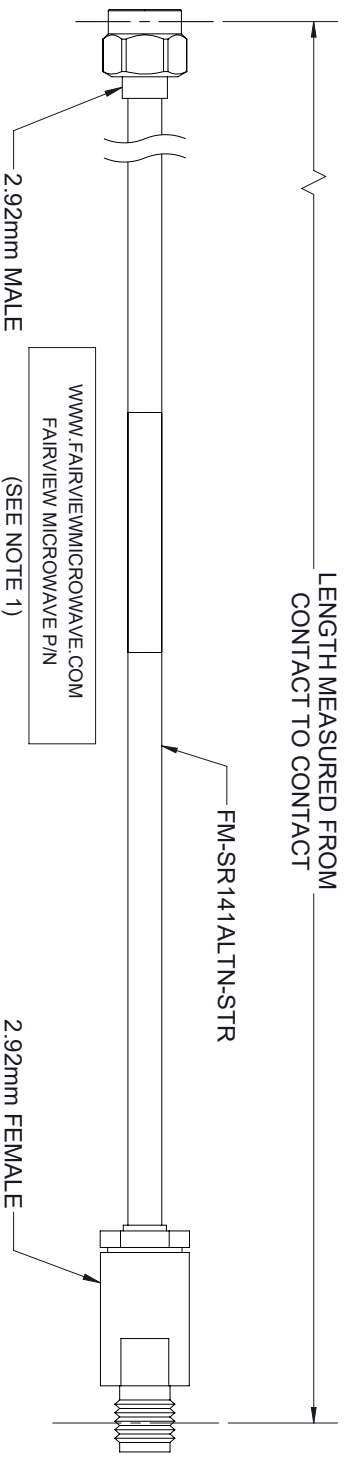 LENGTH MEASURED FROM
CONTACT TO CONTACT
FM-SR141ALTN-STR
2.92mm MALE
WWW.FAIRVIEWMICROWAVE.COM
FAIRVIEW MICROWAVE P/N
(SEE NOTE 1)
2.92mm FEMALE